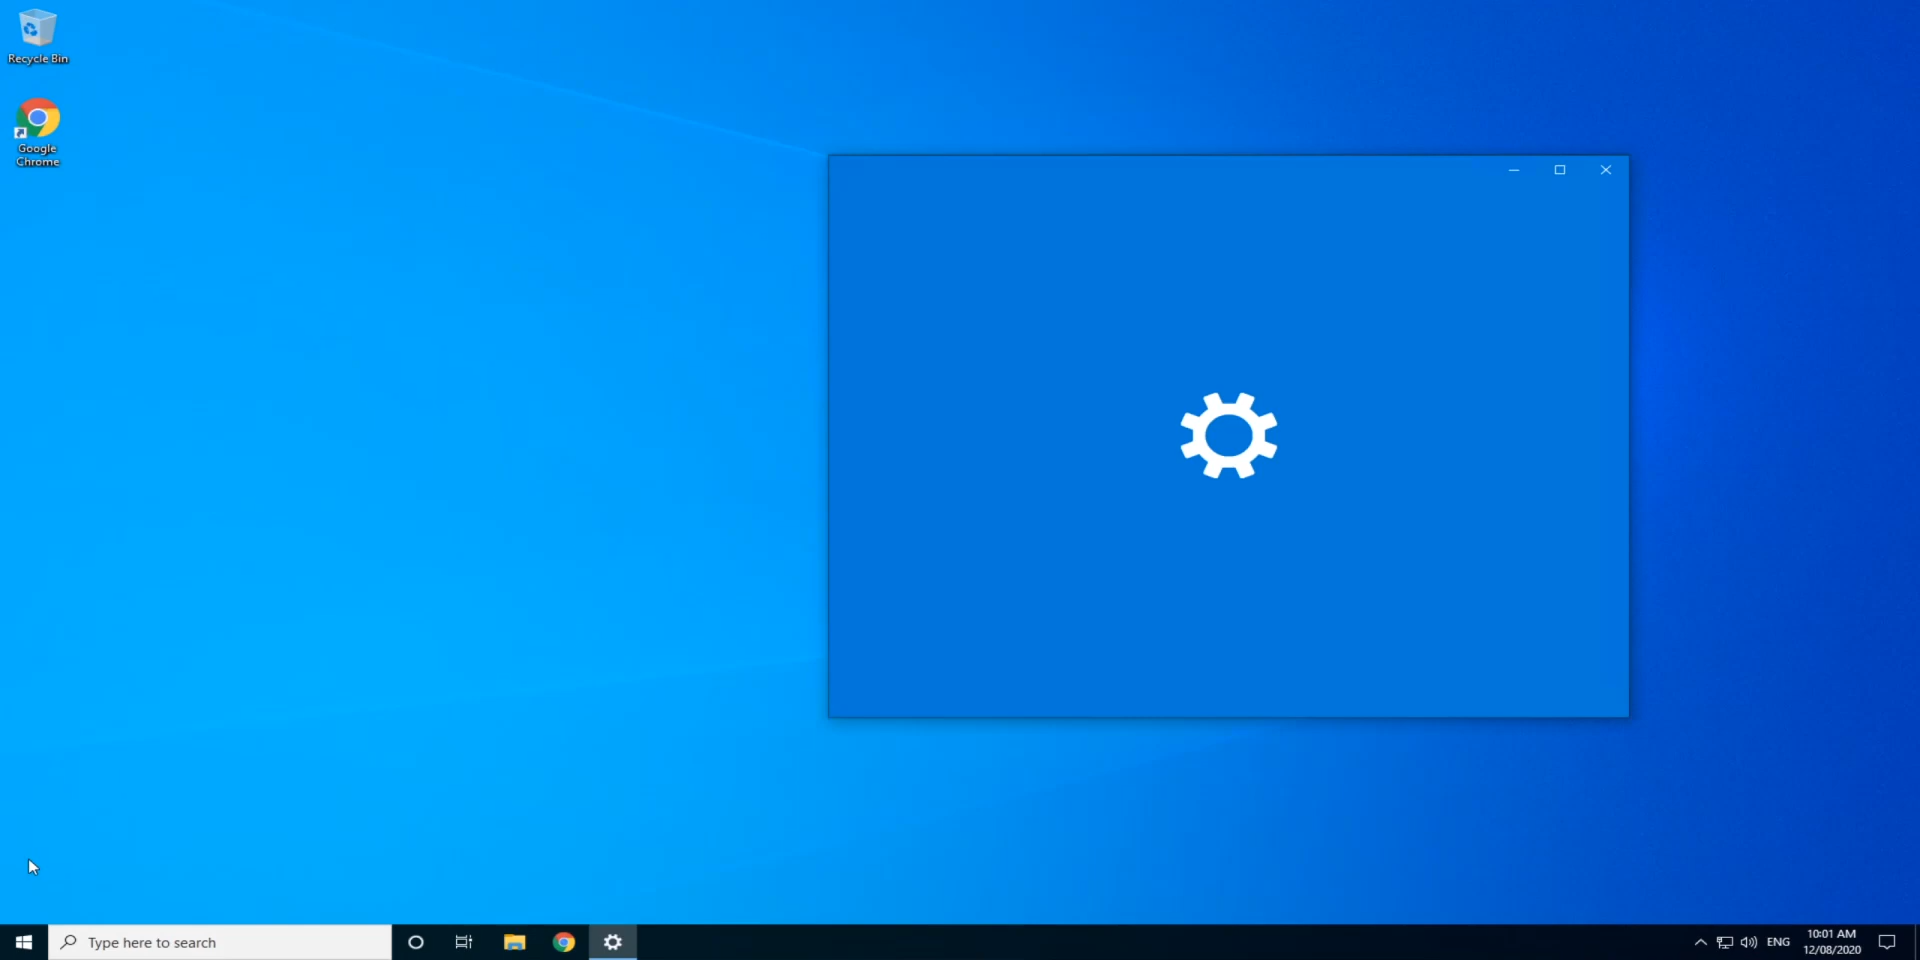 Recycle Bin
Google
Chrome
Type here to search
ENG
10:01 AM
12/08/2020